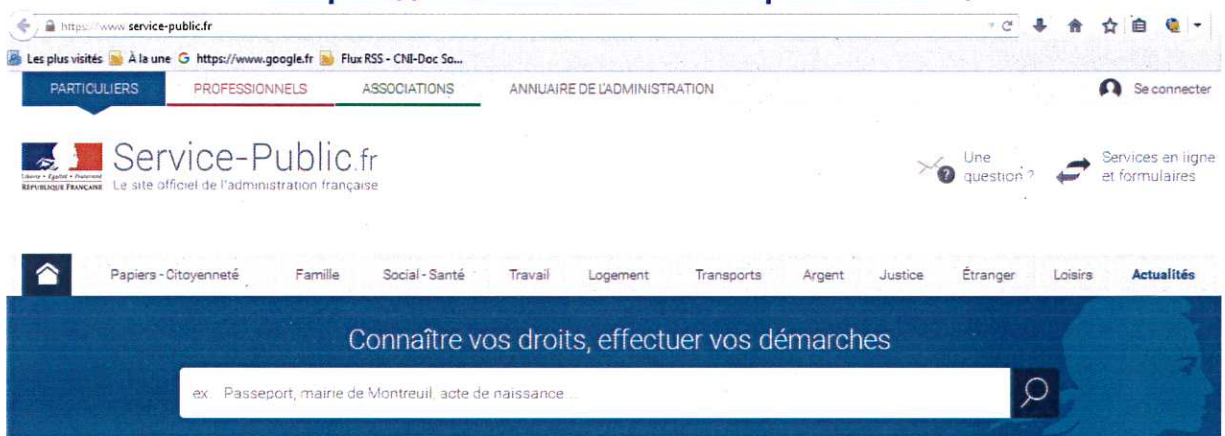 https://www.service-public.fr
Les plus visités À la une https://www.google.fr Flux RSS - CNI-Doc So...
PARTICULIERS PROFESSIONNELS ASSOCIATIONS ANNUAIRE DE L'ADMINISTRATION Se connecter
Service-Public.fr
Liberté • Égalité • Fraternité
RÉPUBLIQUE FRANÇAISE
Le site officiel de l'administration française
Une question ?
Services en ligne et formulaires
Papiers - Citoyenneté Famille Social - Santé Travail Logement Transports Argent Justice Étranger Loisirs Actualités
Connaître vos droits, effectuer vos démarches
ex. Passeport, mairie de Montreuil, acte de naissance...